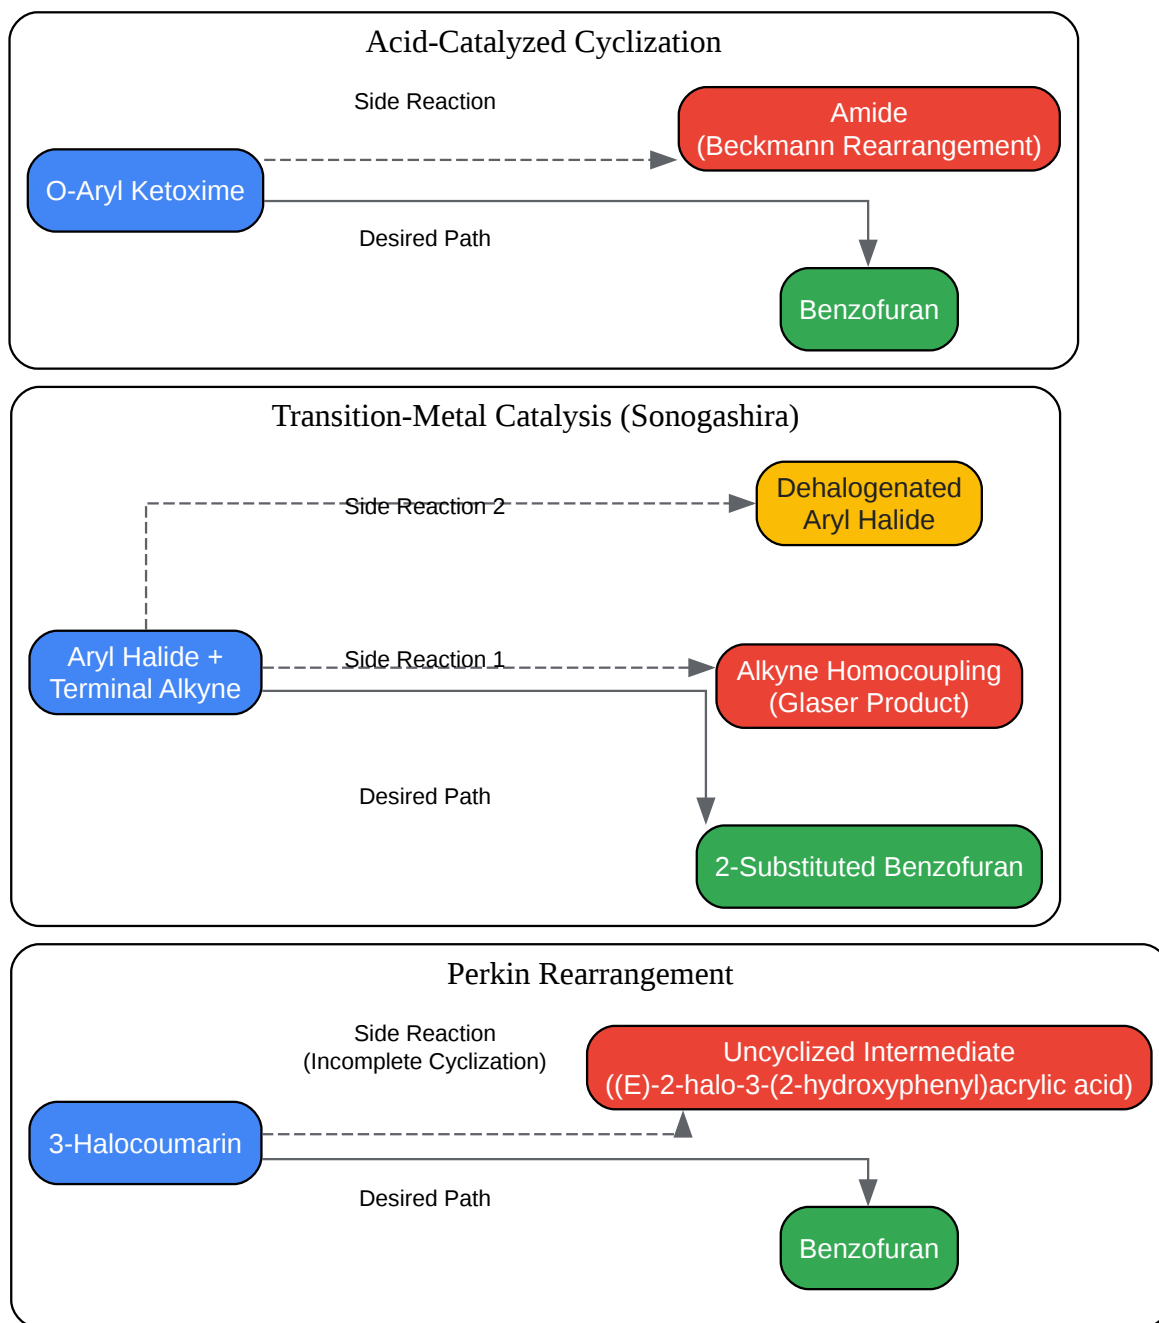 Acid-Catalyzed Cyclization
Side Reaction
Amide
(Beckmann Rearrangement)
O-Aryl Ketoxime
Desired Path
Benzofuran
Transition-Metal Catalysis (Sonogashira)
Side Reaction 2
Dehalogenated
Aryl Halide
Aryl Halide +
Terminal Alkyne
Side Reaction 1
Alkyne Homocoupling
(Glaser Product)
Desired Path
2-Substituted Benzofuran
Perkin Rearrangement
Side Reaction
(Incomplete Cyclization)
Uncyclized Intermediate
((E)-2-halo-3-(2-hydroxyphenyl)acrylic acid)
3-Halocoumarin
Desired Path
Benzofuran